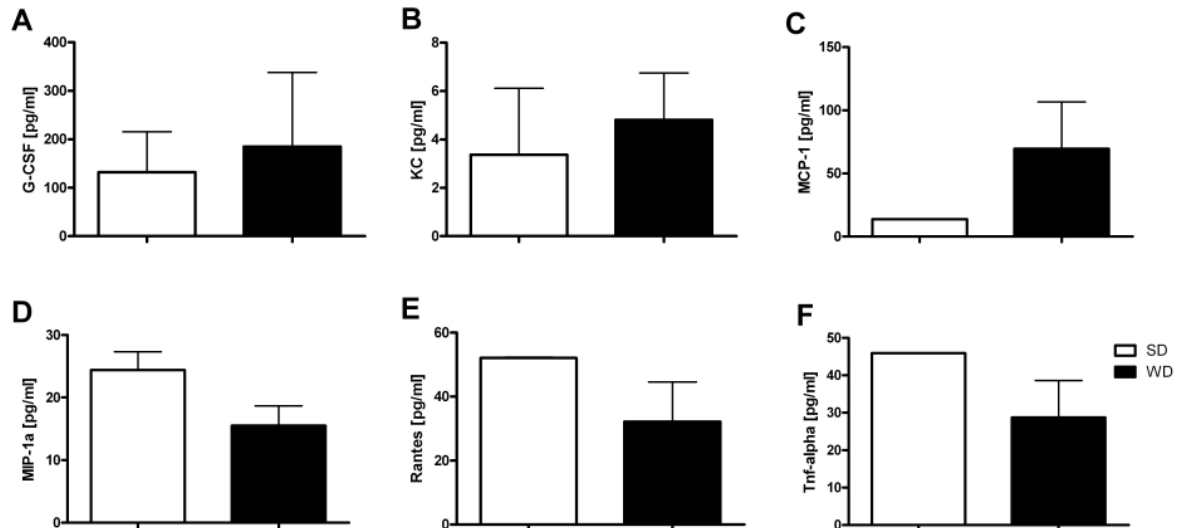 A
G-CSF [pg/ml]
400
300
200
100
0
B
KC [pg/ml]
8
6
4
2
0
C
MCP-1 [pg/ml]
150
100
50
0
D
MIP-1a [pg/ml]
30
20
10
0
E
Rantes [pg/ml]
60
40
20
0
F
Tnf-alpha [pg/ml]
50
40
30
20
10
0
SD
WD